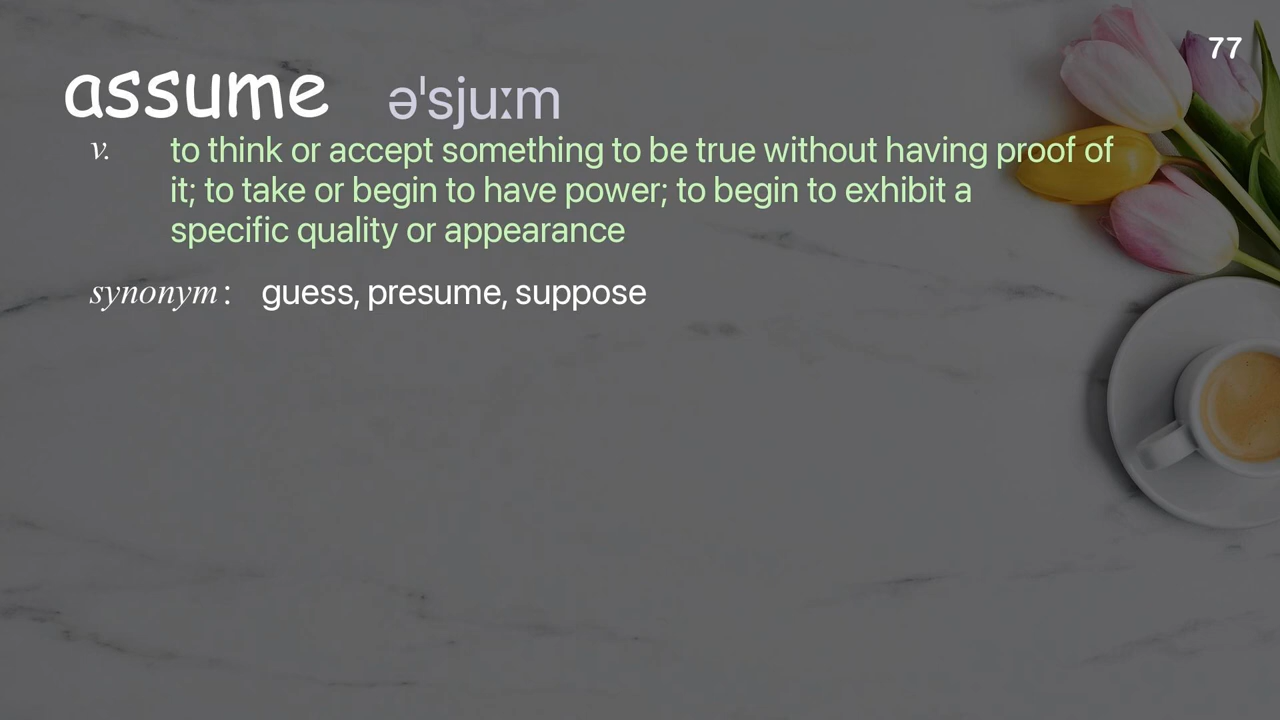 77
assume əˈsjuːm
v. to think or accept something to be true without having proof of
it; to take or begin to have power; to begin to exhibit a
specific quality or appearance
synonym: guess, presume, suppose